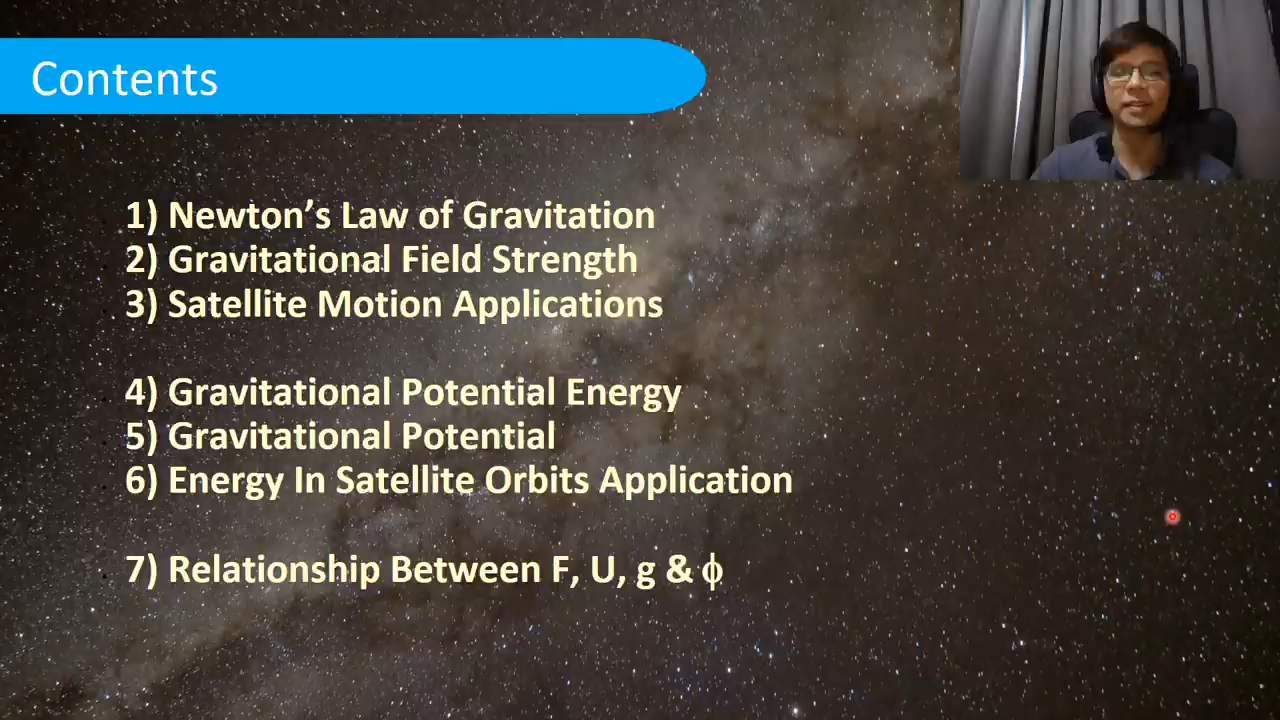 Contents
1) Newton’s Law of Gravitation
2) Gravitational Field Strength
3) Satellite Motion Applications
4) Gravitational Potential Energy
5) Gravitational Potential
6) Energy In Satellite Orbits Application
7) Relationship Between F, U, g & ϕ